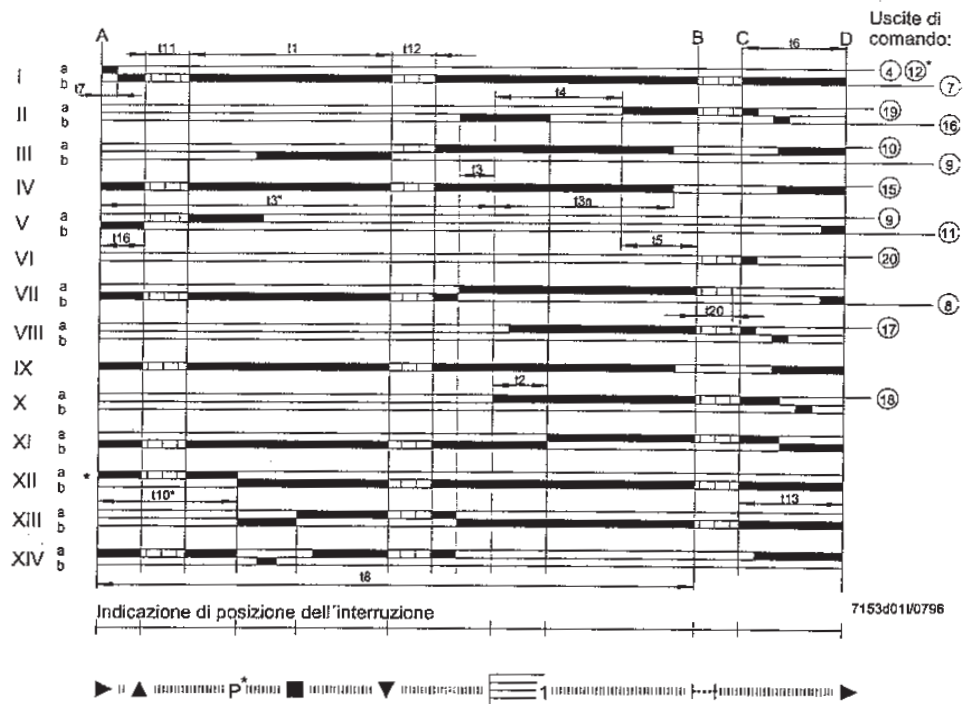 Uscite di
comando:
A t11 t1 t12 B C t6 D
I a b t7 4 12* 7
II a b t4 19 16
III a b t3 10 9
IV 15
t3* t3n
V a b t16 t5 9 11
VI 20
VII a b t20 8
VIII a b 17
IX t2
X a b 18
XI a b
XII * a b t10* t13
XIII a b
XIV a b
t8
Indicazione di posizione dell'interruzione 7153d01I/0796
P* 1